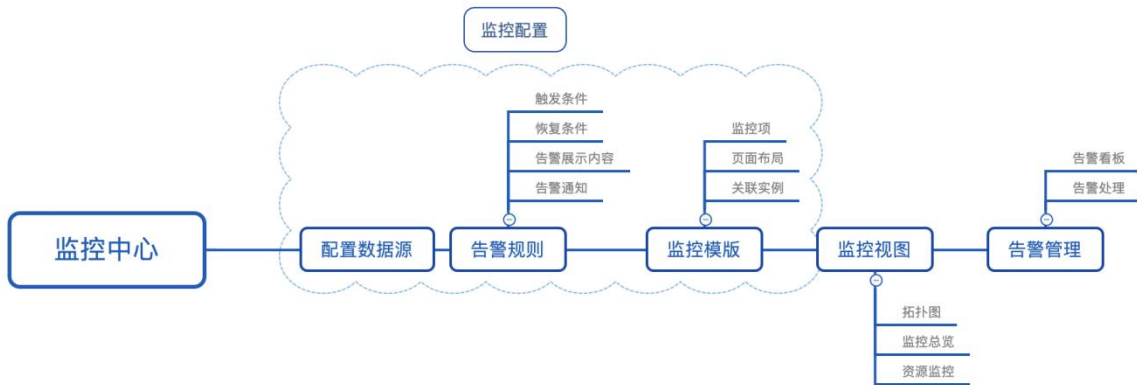 监控配置
触发条件
恢复条件
告警展示内容
告警通知
监控项
页面布局
关联实例
告警看板
告警处理
监控中心
配置数据源
告警规则
监控模版
监控视图
告警管理
拓扑图
监控总览
资源监控